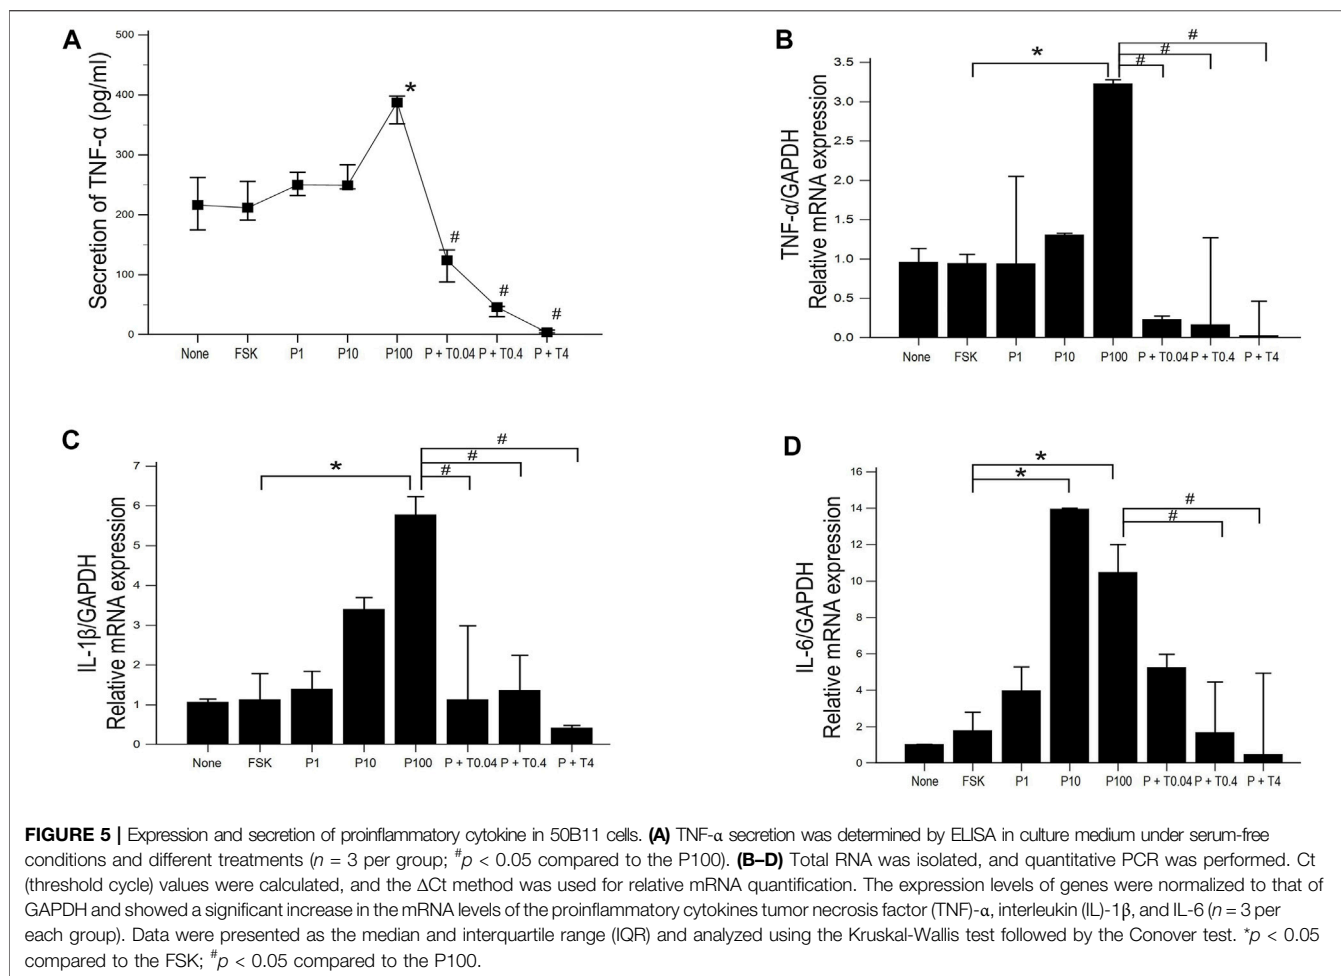 A
Secretion of TNF-α (pg/ml)
500
400
300
200
100
0
*
#
#
#
None FSK P1 P10 P100 P + T0.04 P + T0.4 P + T4
B
TNF-α/GAPDH
Relative mRNA expression
3.5
3.0
2.5
2.0
1.5
1.0
0.5
0.0
*
#
#
#
None FSK P1 P10 P100 P + T0.04 P + T0.4 P + T4
C
IL-1β/GAPDH
Relative mRNA expression
7
6
5
4
3
2
1
0
*
#
#
#
None FSK P1 P10 P100 P + T0.04 P + T0.4 P + T4
D
IL-6/GAPDH
Relative mRNA expression
16
14
12
10
8
6
4
2
0
*
*
#
#
None FSK P1 P10 P100 P + T0.04 P + T0.4 P + T4
FIGURE 5 | Expression and secretion of proinflammatory cytokine in 50B11 cells. (A) TNF-α secretion was determined by ELISA in culture medium under serum-free
conditions and different treatments (n = 3 per group; #p < 0.05 compared to the P100). (B–D) Total RNA was isolated, and quantitative PCR was performed. Ct
(threshold cycle) values were calculated, and the ΔCt method was used for relative mRNA quantification. The expression levels of genes were normalized to that of
GAPDH and showed a significant increase in the mRNA levels of the proinflammatory cytokines tumor necrosis factor (TNF)-α, interleukin (IL)-1β, and IL-6 (n = 3 per
each group). Data were presented as the median and interquartile range (IQR) and analyzed using the Kruskal-Wallis test followed by the Conover test. *p < 0.05
compared to the FSK; #p < 0.05 compared to the P100.